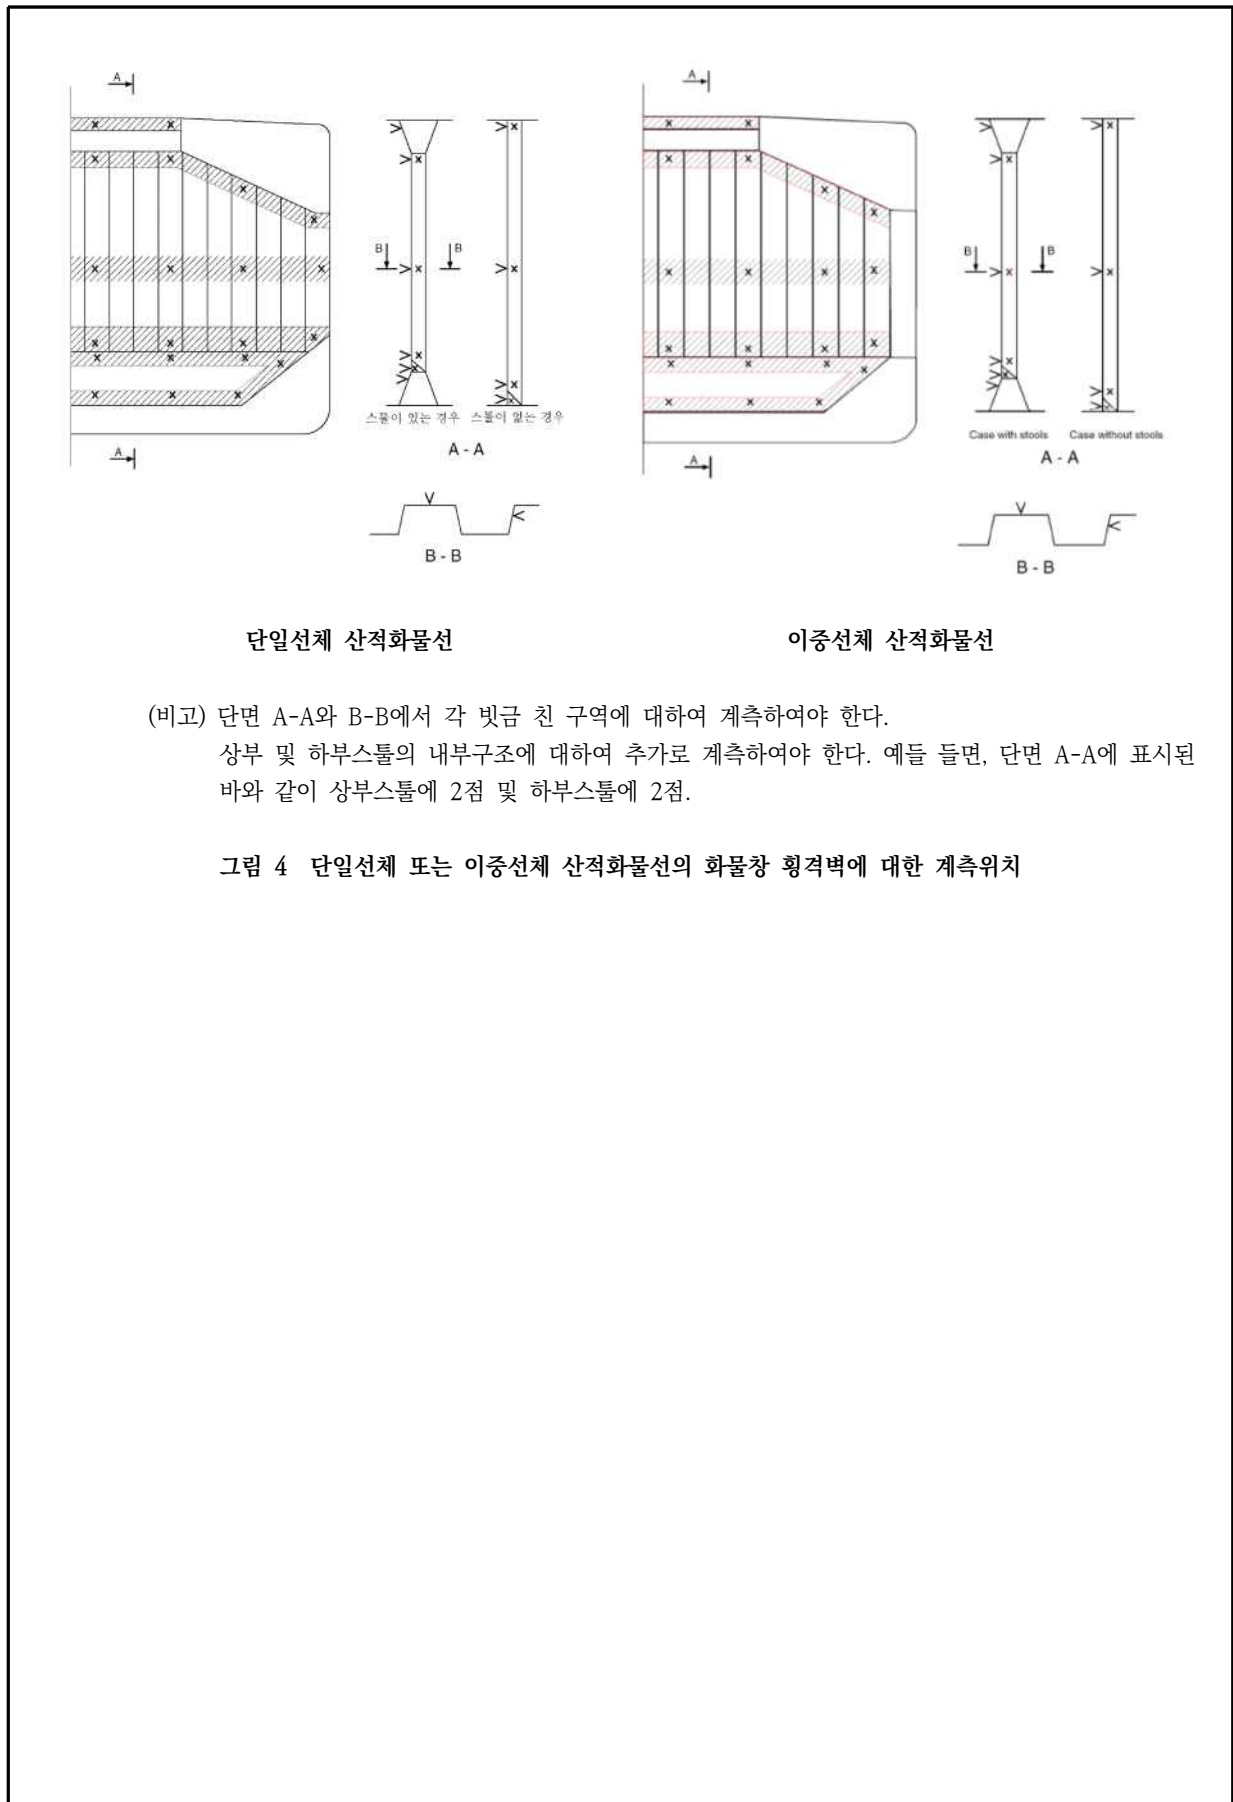 A
A
B
B
스툴이 있는 경우 스툴이 없는 경우
A
A - A
B - B
A
B
B
Case with stools Case without stools
A
A - A
B - B
단일선체 산적화물선
이중선체 산적화물선
(비고) 단면 A-A와 B-B에서 각 빗금 친 구역에 대하여 계측하여야 한다.
상부 및 하부스툴의 내부구조에 대하여 추가로 계측하여야 한다. 예들 들면, 단면 A-A에 표시된
바와 같이 상부스툴에 2점 및 하부스툴에 2점.
그림 4 단일선체 또는 이중선체 산적화물선의 화물창 횡격벽에 대한 계측위치